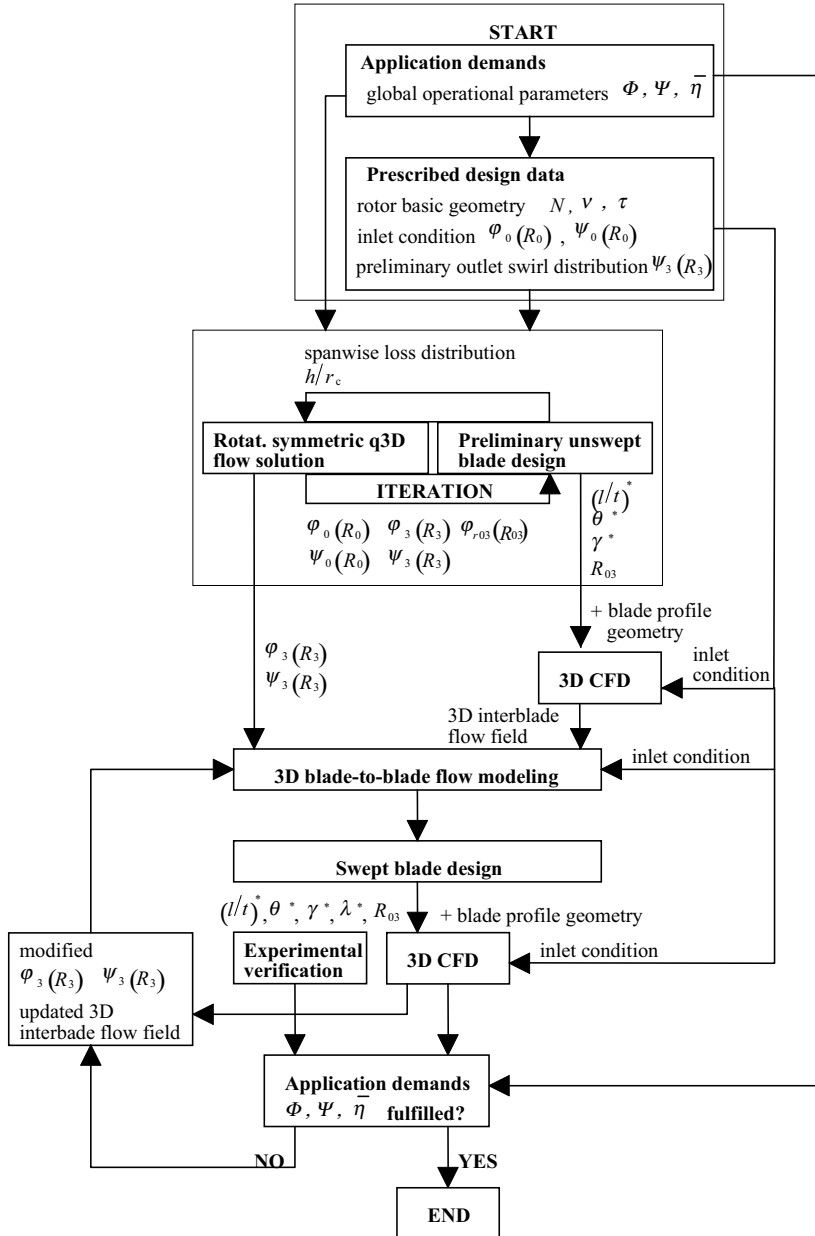 START
Application demands
global operational parameters Φ, Ψ, η̅
Prescribed design data
rotor basic geometry N, ν, τ
inlet condition φ₀(R₀), ψ₀(R₀)
preliminary outlet swirl distribution ψ₃(R₃)
spanwise loss distribution
h/r_c
Rotat. symmetric q3D
flow solution
Preliminary unswept
blade design
ITERATION
φ₀(R₀) φ₃(R₃) φ_r03(R₀₃)
ψ₀(R₀) ψ₃(R₃)
(l/t)*
θ*
γ*
R₀₃
+ blade profile
geometry
φ₃(R₃)
ψ₃(R₃)
3D CFD
inlet
condition
3D interblade
flow field
3D blade-to-blade flow modeling
inlet condition
Swept blade design
(l/t)*, θ*, γ*, λ*, R₀₃
+ blade profile geometry
Experimental
verification
3D CFD
inlet condition
modified
φ₃(R₃) ψ₃(R₃)
updated 3D
interbade flow field
Application demands
Φ, Ψ, η̅ fulfilled?
NO
YES
END